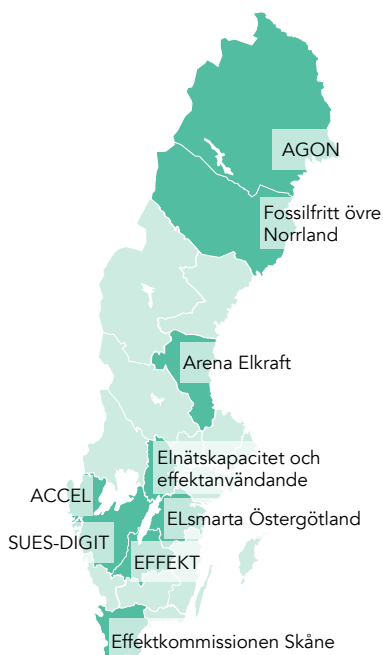 AGON
Fossilfritt övre
Norrland
Arena Elkraft
Elnätskapacitet och
effektanvändande
ACCEL
ELsmarta Östergötland
SUES-DIGIT
EFFEKT
Effektkommissionen Skåne